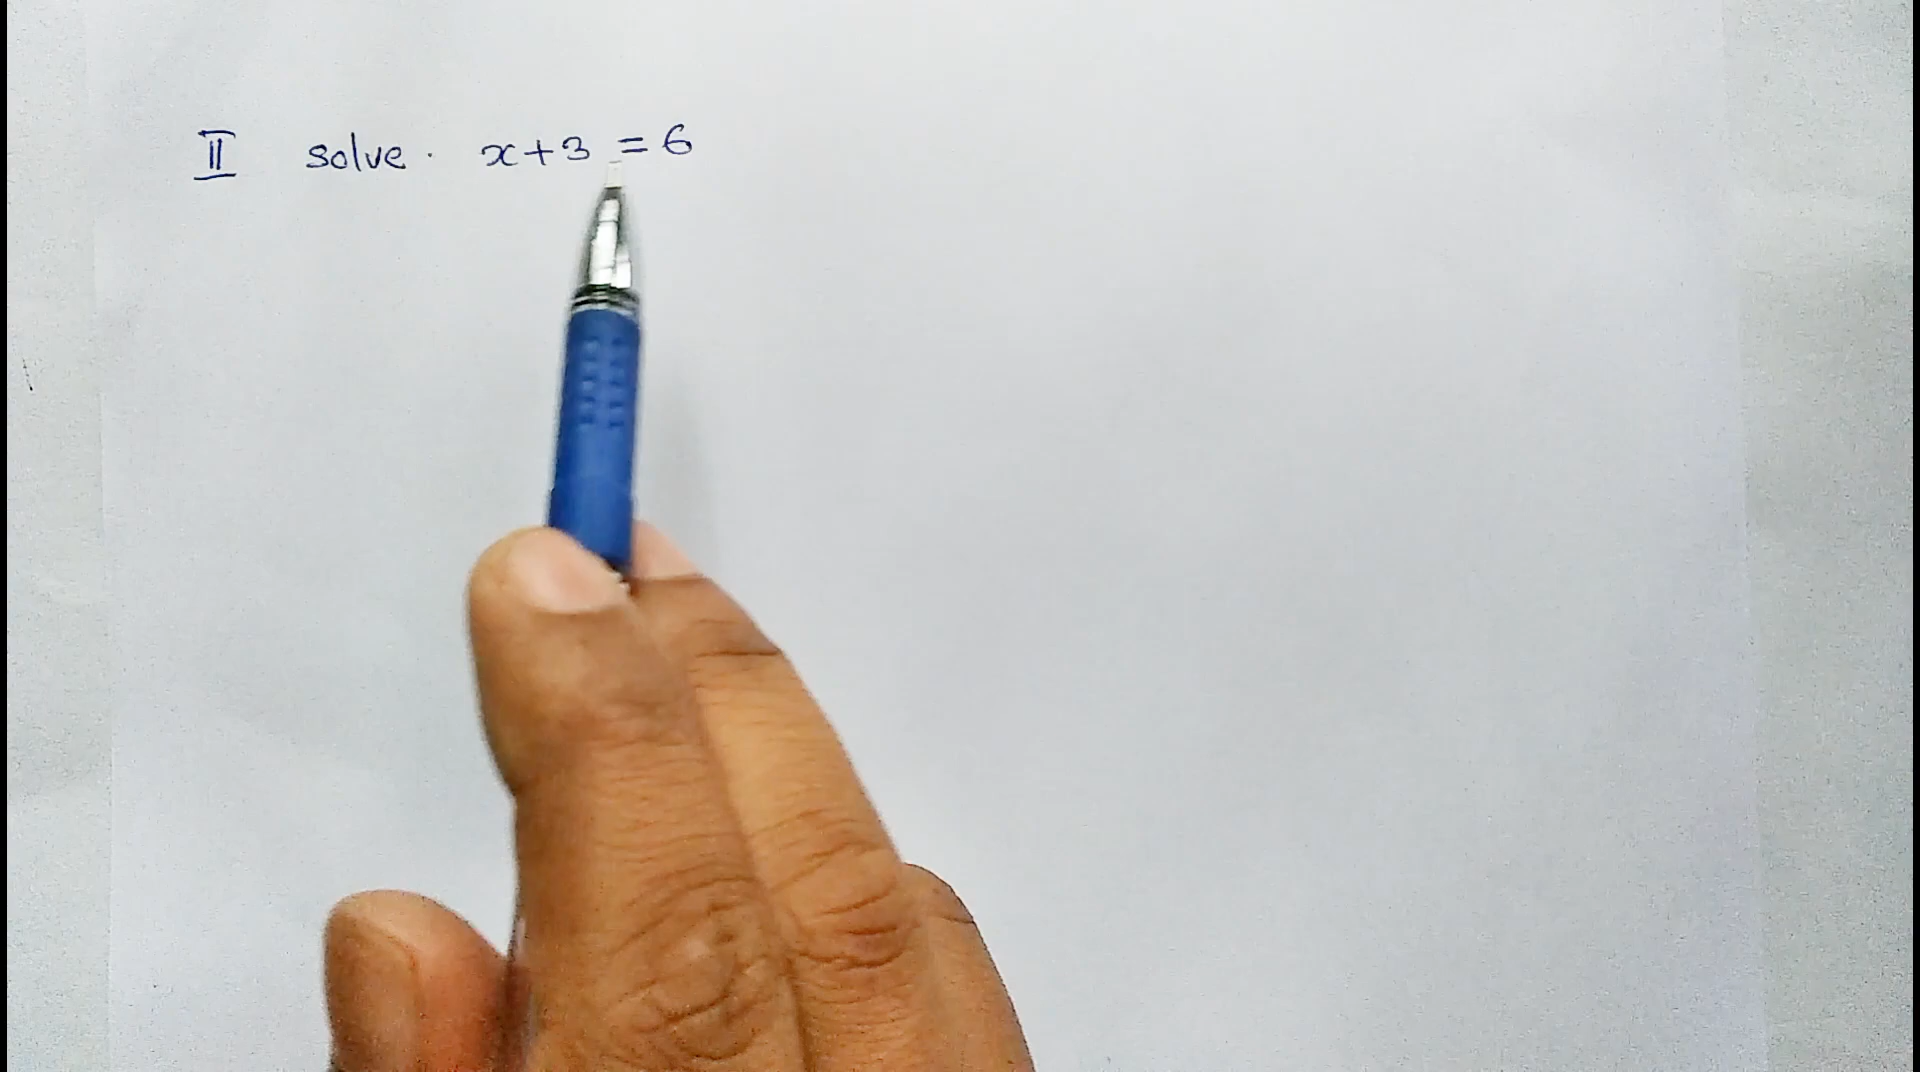 II solve. x+3 = 6